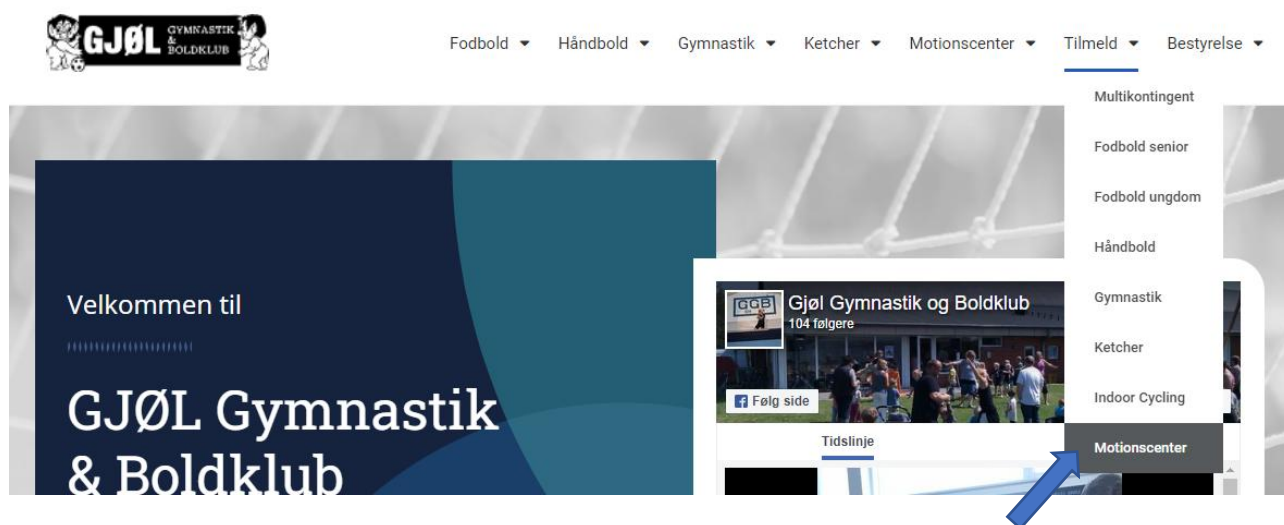 GJØL GYMNASTIK
&
BOLDKLUB
Fodbold Håndbold Gymnastik Ketcher Motionscenter Tilmeld Bestyrelse
Multikontingent
Fodbold senior
Fodbold ungdom
Håndbold
Gymnastik
Ketcher
Indoor Cycling
Motionscenter
Velkommen til
GJØL Gymnastik
& Boldklub
GGB
Gjøl Gymnastik og Boldklub
104 følgere
Følg side
Tidslinje